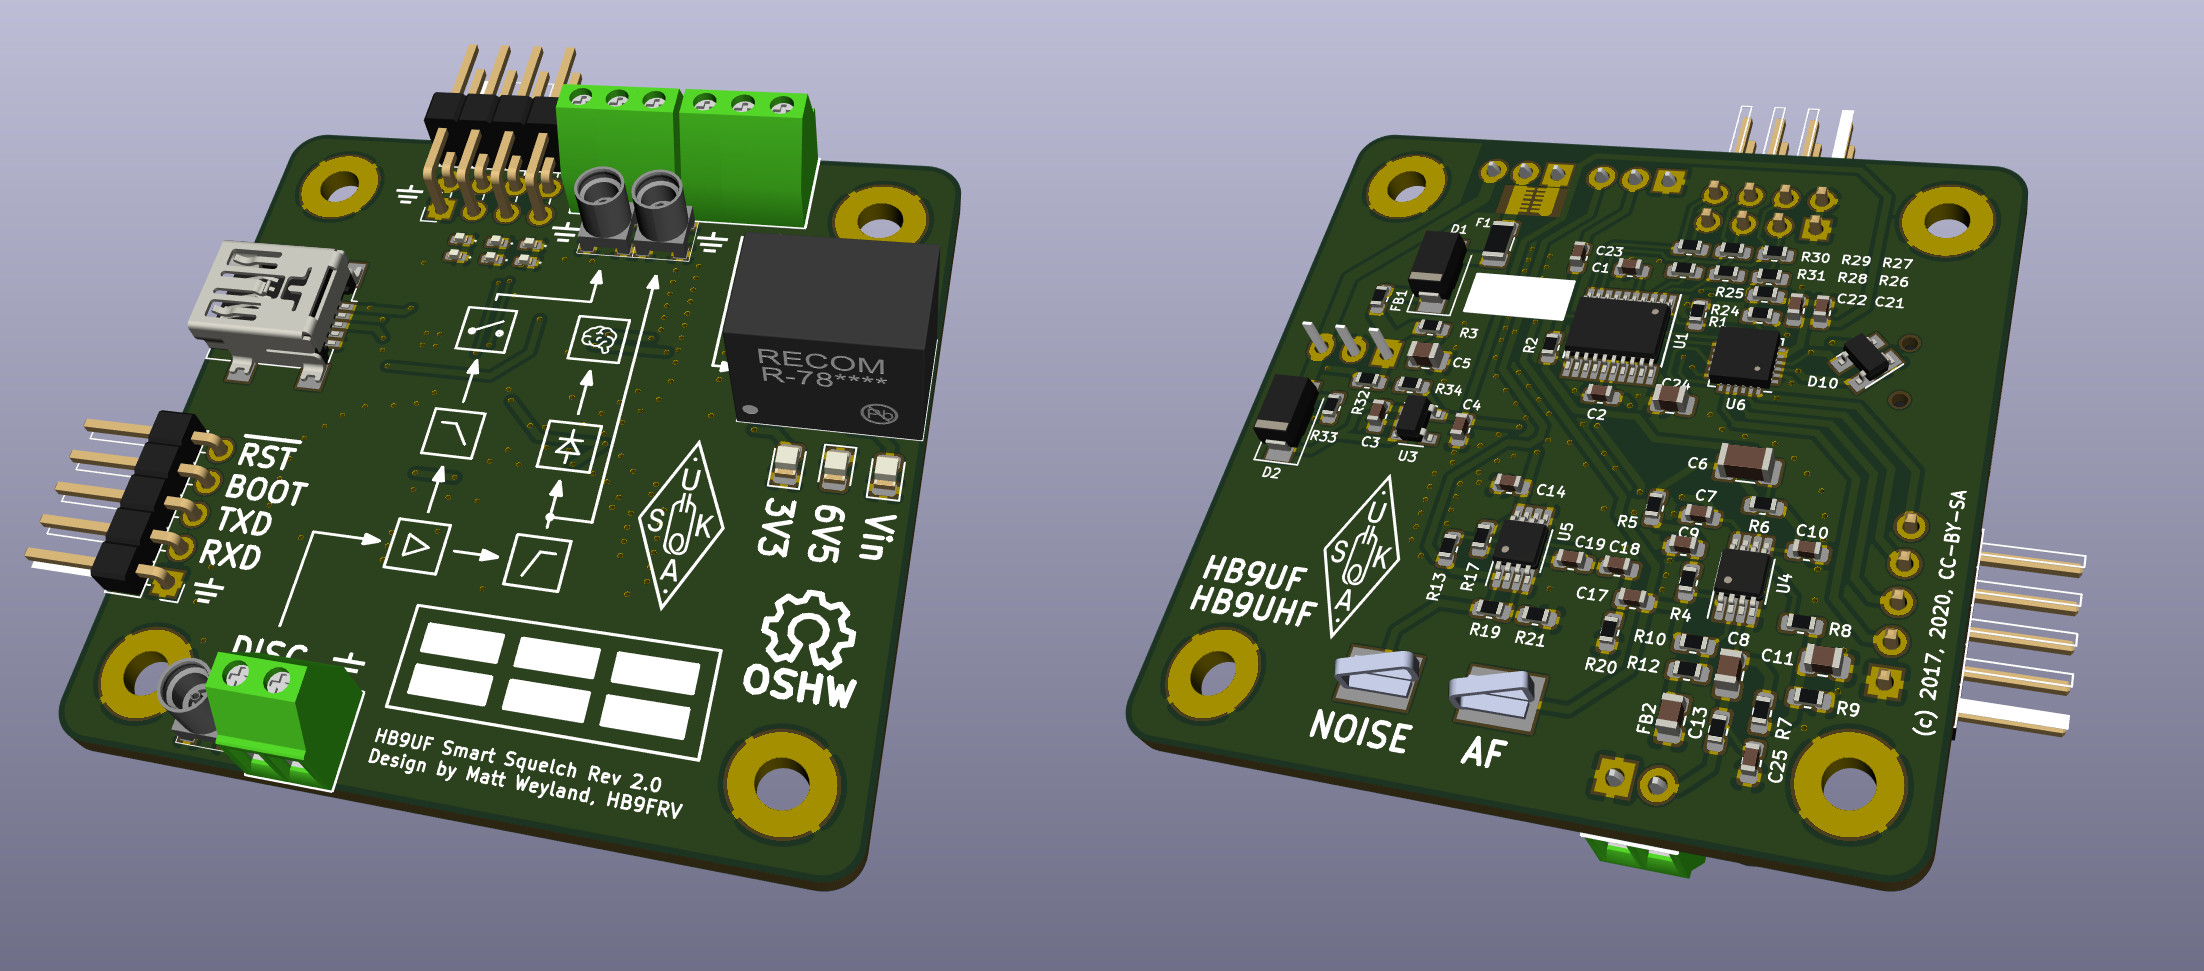 RECOM
R-78****
Pb
RST
BOOT
TXD
RXD
3V3
6V5
Vin
U
S K
O
A
DISC
OSHW
HB9UF Smart Squelch Rev 2.0
Design by Matt Weyland, HB9FRV
D1
F1
C23
C1
R30 R29 R27
R31 R28 R26
R25
C22 C21
R24
R1
FB1
R3
R2
U1
C5
D10
R34
C24
U6
C2
R32
C4
R33
C3
U3
D2
C6
C14
C7
R5
R6
U5
C9
C10
C19
C18
R13
R17
U4
C17
R4
R19
R21
R10
C8
R8
R20
R12
C11
FB2
C13
R7
R9
C25
HB9UF
HB9UHF
U
S K
O
A
NOISE
AF
(c) 2017, 2020, CC-BY-SA